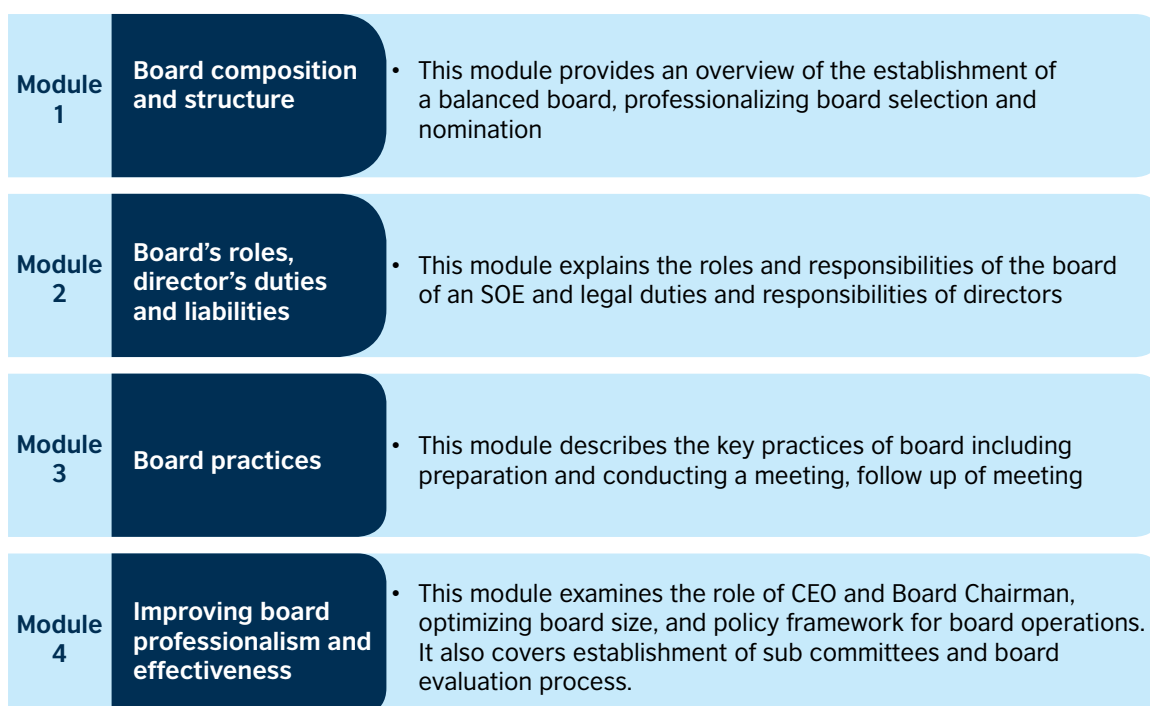 Module
1
Board composition
and structure
• This module provides an overview of the establishment of
a balanced board, professionalizing board selection and
nomination
Module
2
Board's roles,
director's duties
and liabilities
• This module explains the roles and responsibilities of the board
of an SOE and legal duties and responsibilities of directors
Module
3
Board practices
• This module describes the key practices of board including
preparation and conducting a meeting, follow up of meeting
Module
4
Improving board
professionalism and
effectiveness
• This module examines the role of CEO and Board Chairman,
optimizing board size, and policy framework for board operations.
It also covers establishment of sub committees and board
evaluation process.